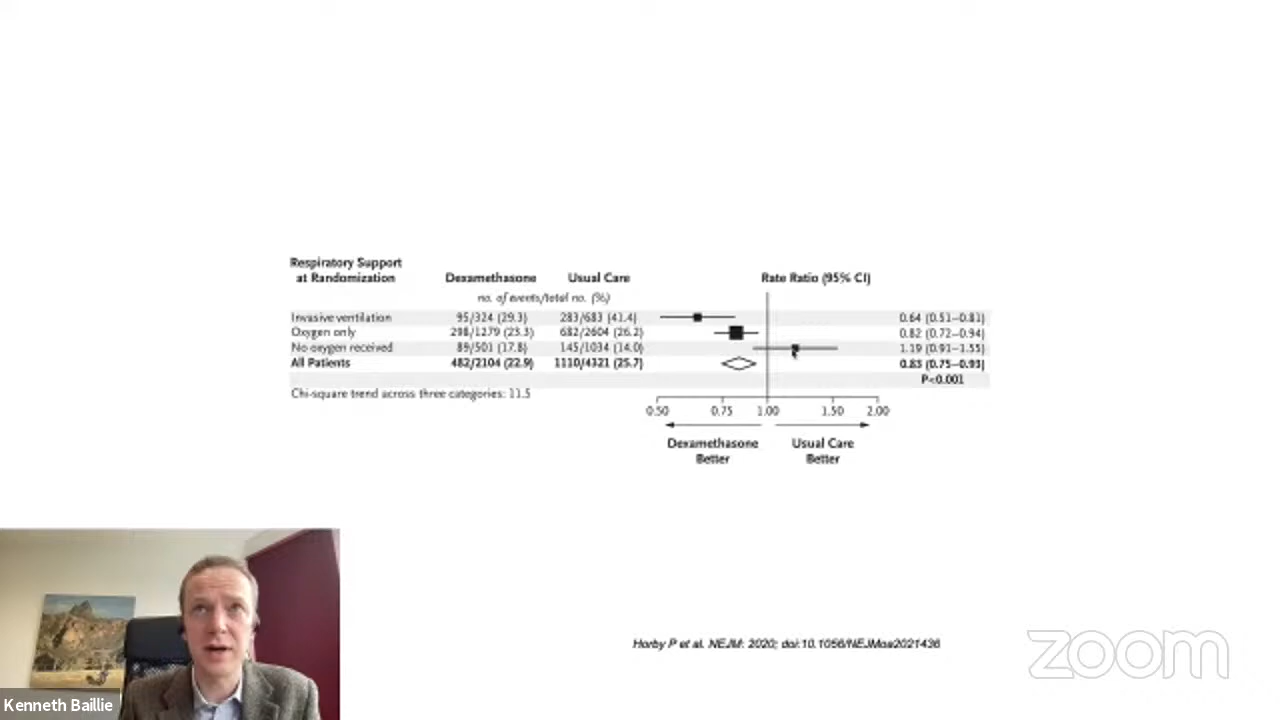 Respiratory Support
at Randomization Dexamethasone Usual Care Rate Ratio (95% CI)
no. of events/total no. (%)
Invasive ventilation 95/324 (29.3) 283/683 (41.4) 0.64 (0.51–0.81)
Oxygen only 298/1279 (23.3) 682/2604 (26.2) 0.82 (0.72–0.94)
No oxygen received 89/501 (17.8) 145/1034 (14.0) 1.19 (0.91–1.55)
All Patients 482/2104 (22.9) 1110/4321 (25.7) 0.83 (0.75–0.93)
P<0.001
Chi-square trend across three categories: 11.5
0.50 0.75 1.00 1.50 2.00
Dexamethasone Better
Usual Care Better
Horby P et al. NEJM: 2020; doi:10.1056/NEJMoa2021436
zoom
Kenneth Baillie